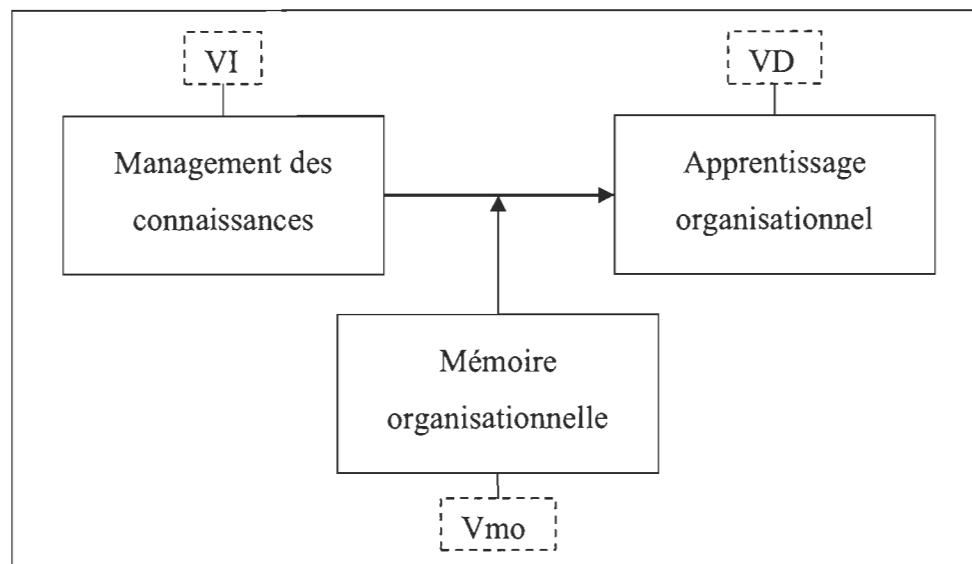 VI
VD
Management des
connaissances
Apprentissage
organisationnel
Mémoire
organisationnelle
Vmo